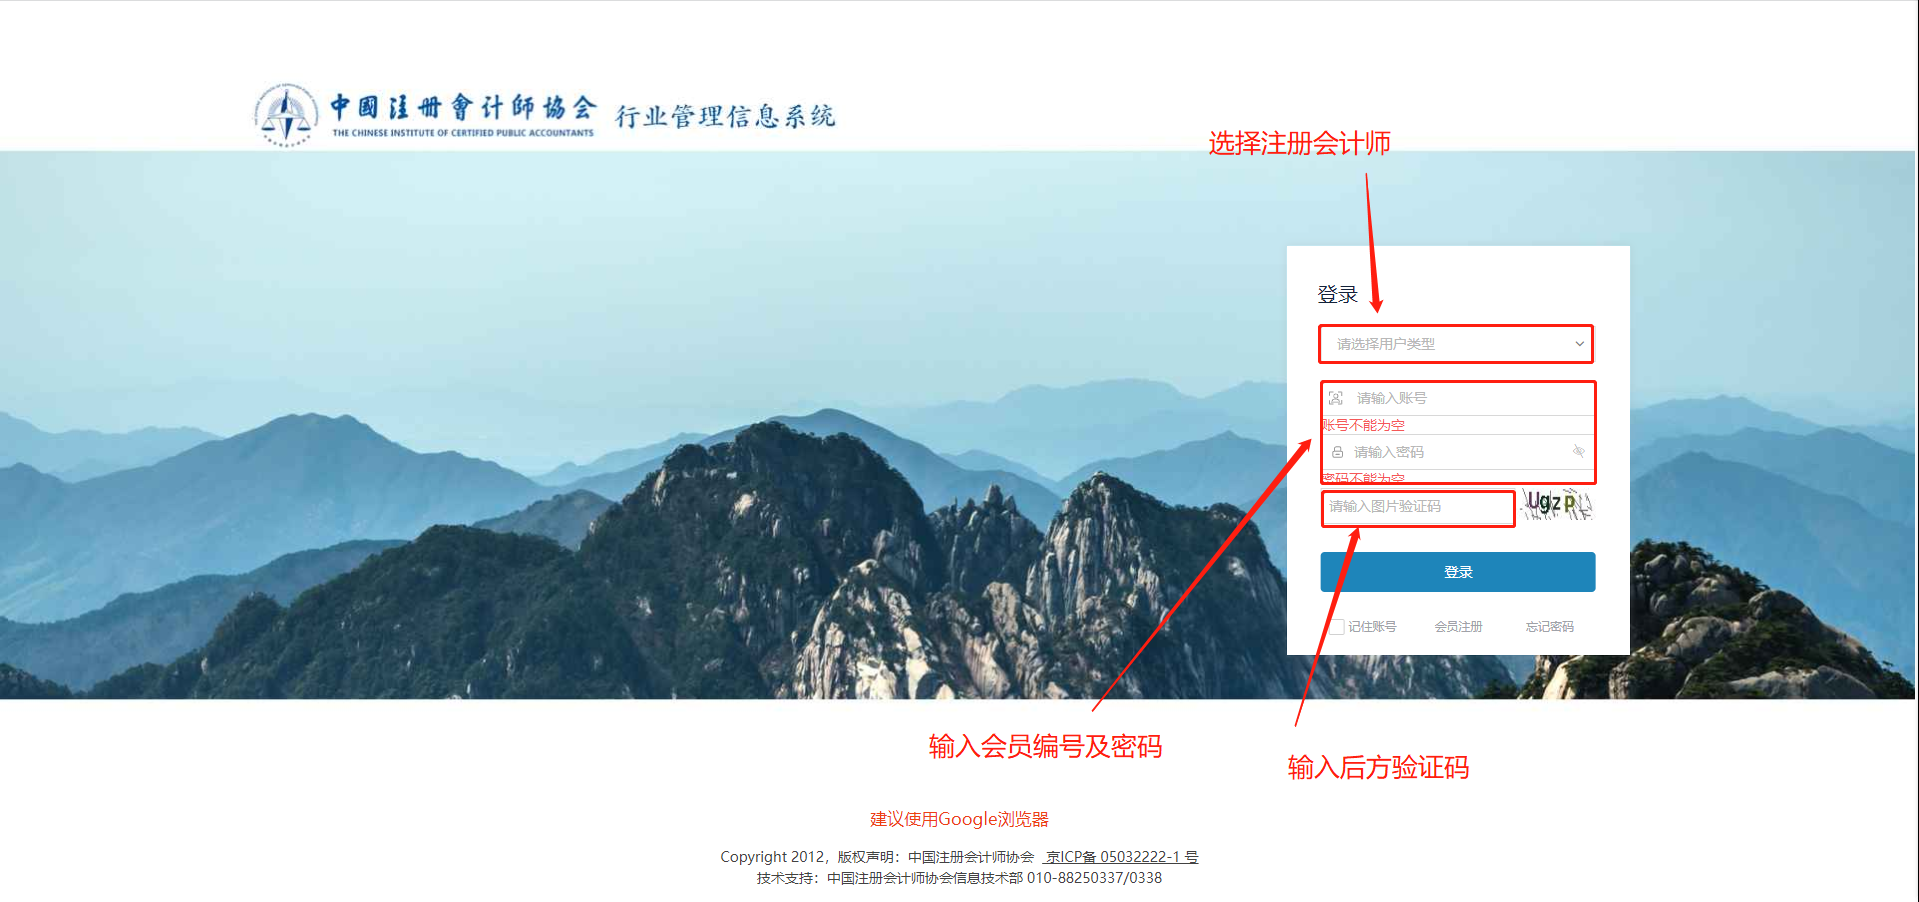 中國注册會计師協会
THE CHINESE INSTITUTE OF CERTIFIED PUBLIC ACCOUNTANTS
行业管理信息系统
选择注册会计师
登录
请选择用户类型
请输入账号
账号不能为空
请输入密码
密码不能为空
请输入图片验证码
Ugzp
登录
记住账号 会员注册 忘记密码
输入会员编号及密码
输入后方验证码
建议使用Google浏览器
Copyright 2012，版权声明：中国注册会计师协会 京ICP备 05032222-1 号
技术支持：中国注册会计师协会信息技术部 010-88250337/0338